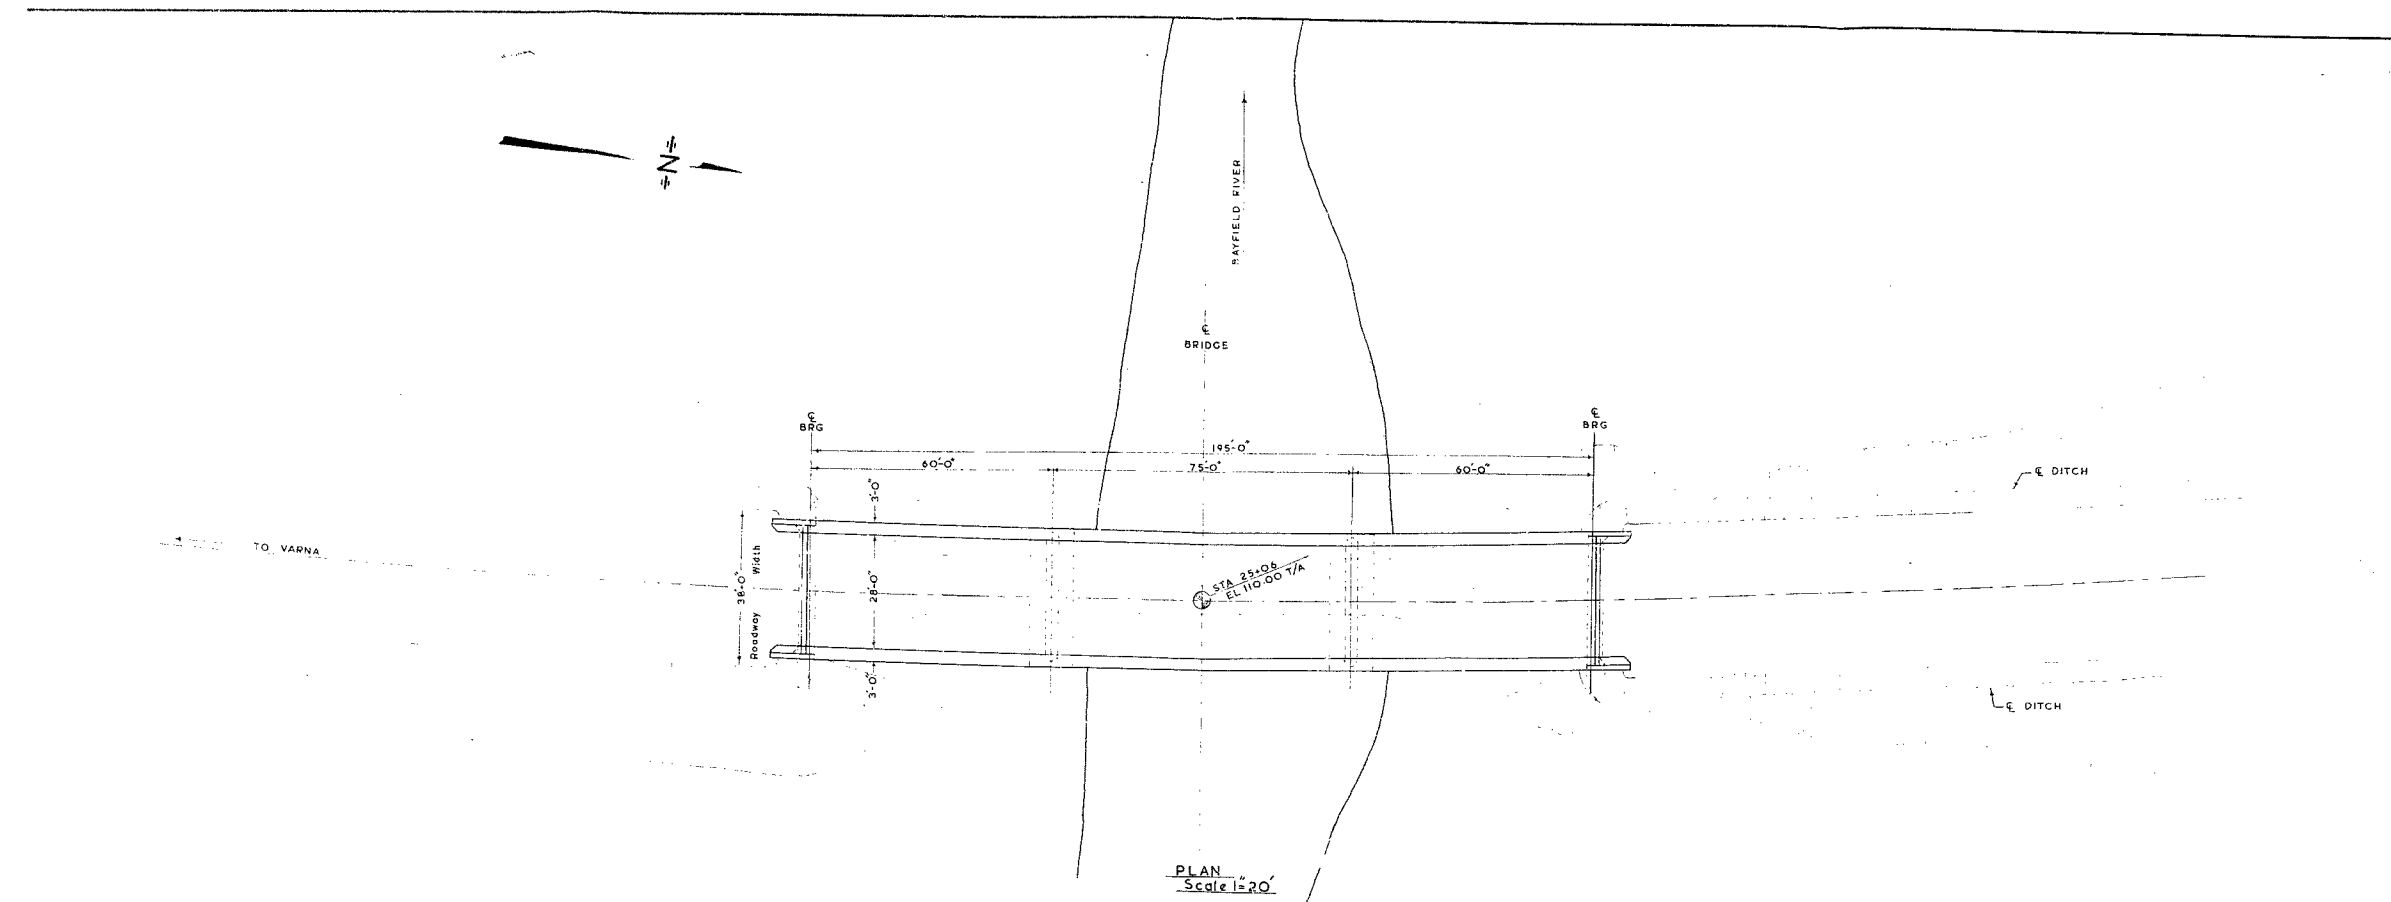 N
BAYFIELD RIVER
℄
BRIDGE
℄
BRG
℄
BRG
195'-0"
60'-0"
75'-0"
60'-0"
3'-0"
℄ DITCH
TO VARNA
38'-0"
Roadway Width
28'-0"
STA 25+06
EL 110.00 T/A
3'-0"
℄ DITCH
PLAN
Scale 1"=20'